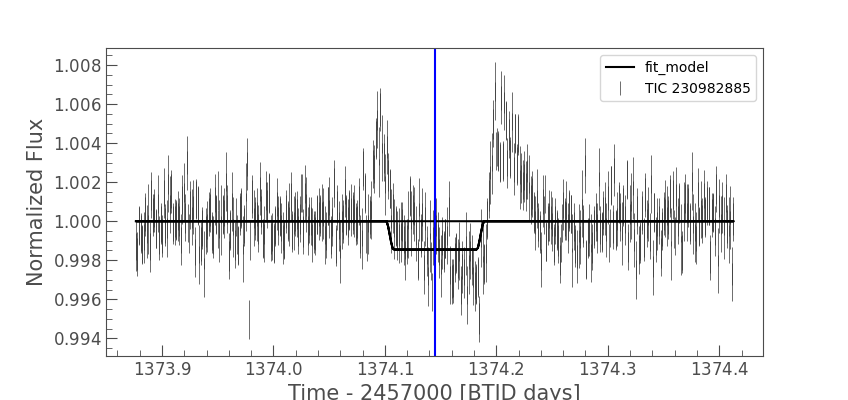 1.008
1.006
1.004
1.002
1.000
0.998
0.996
0.994
Normalized Flux
fit_model
TIC 230982885
1373.9 1374.0 1374.1 1374.2 1374.3 1374.4
Time - 2457000 [BTJD days]